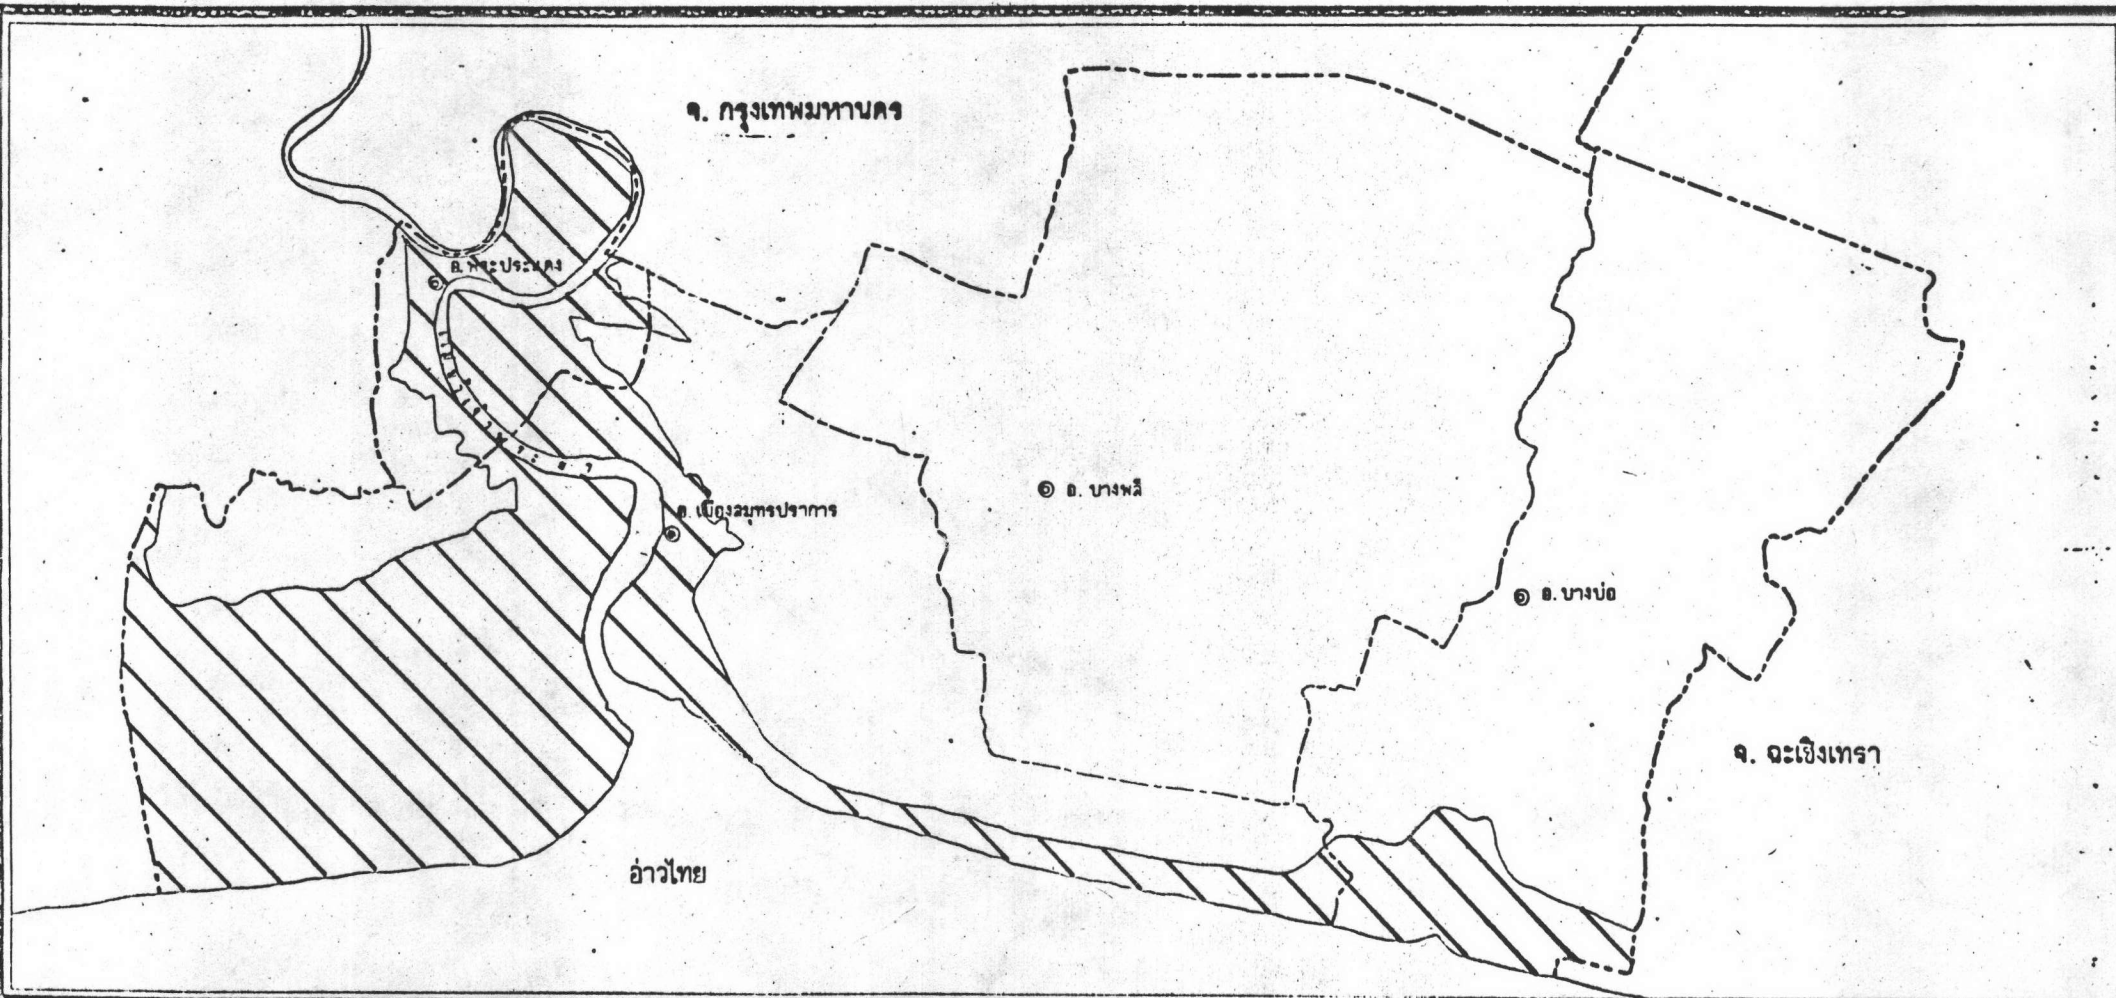 จ. กรุงเทพมหานคร
อ. พระประแดง
อ. บางพลี
อ. เมืองสมุทรปราการ
อ. บางบ่อ
จ. ฉะเชิงเทรา
อ่าวไทย